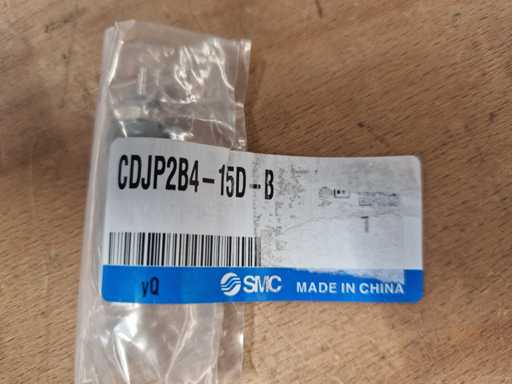 CDJP2B4-15D-B
1
yQ SMC MADE IN CHINA